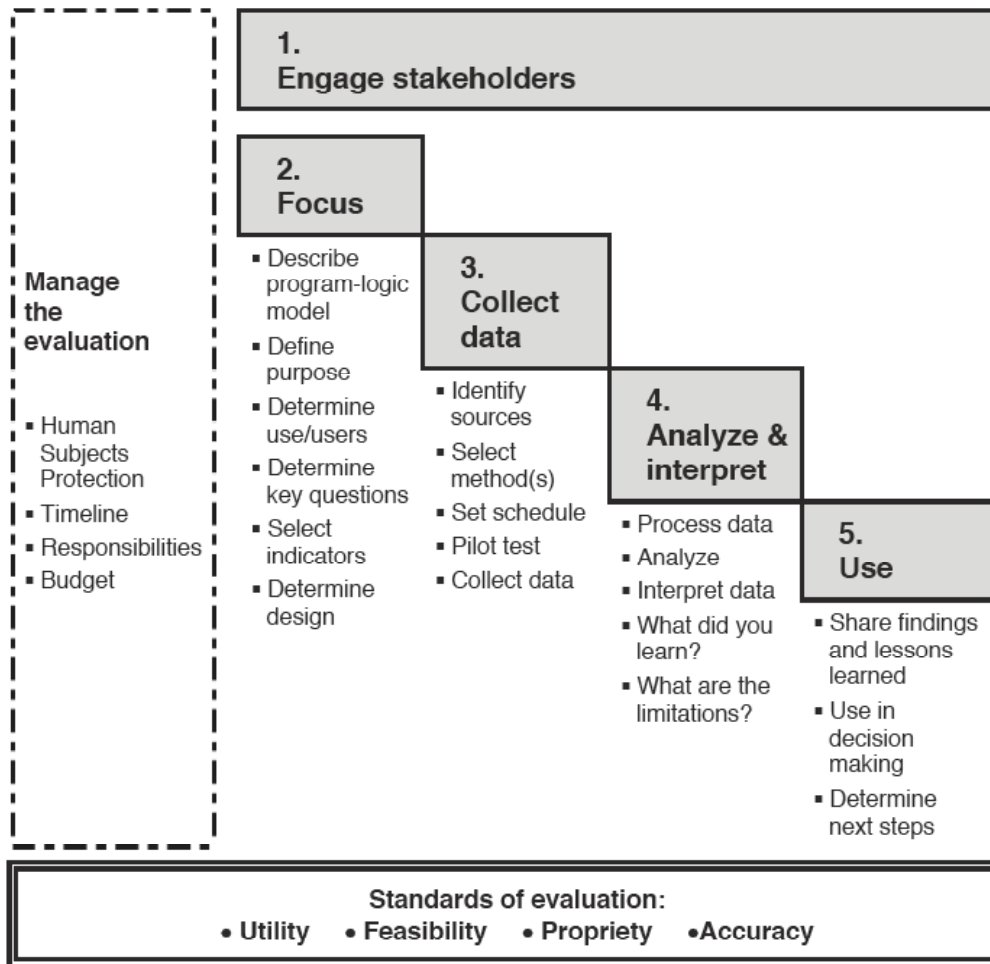 1.
Engage stakeholders
Manage
the
evaluation
▪ Human
Subjects
Protection
▪ Timeline
▪ Responsibilities
▪ Budget
2.
Focus
▪ Describe
program-logic
model
▪ Define
purpose
▪ Determine
use/users
▪ Determine
key questions
▪ Select
indicators
▪ Determine
design
3.
Collect
data
▪ Identify
sources
▪ Select
method(s)
▪ Set schedule
▪ Pilot test
▪ Collect data
4.
Analyze &
interpret
▪ Process data
▪ Analyze
▪ Interpret data
▪ What did you
learn?
▪ What are the
limitations?
5.
Use
▪ Share findings
and lessons
learned
▪ Use in
decision
making
▪ Determine
next steps
Standards of evaluation:
• Utility • Feasibility • Propriety •Accuracy